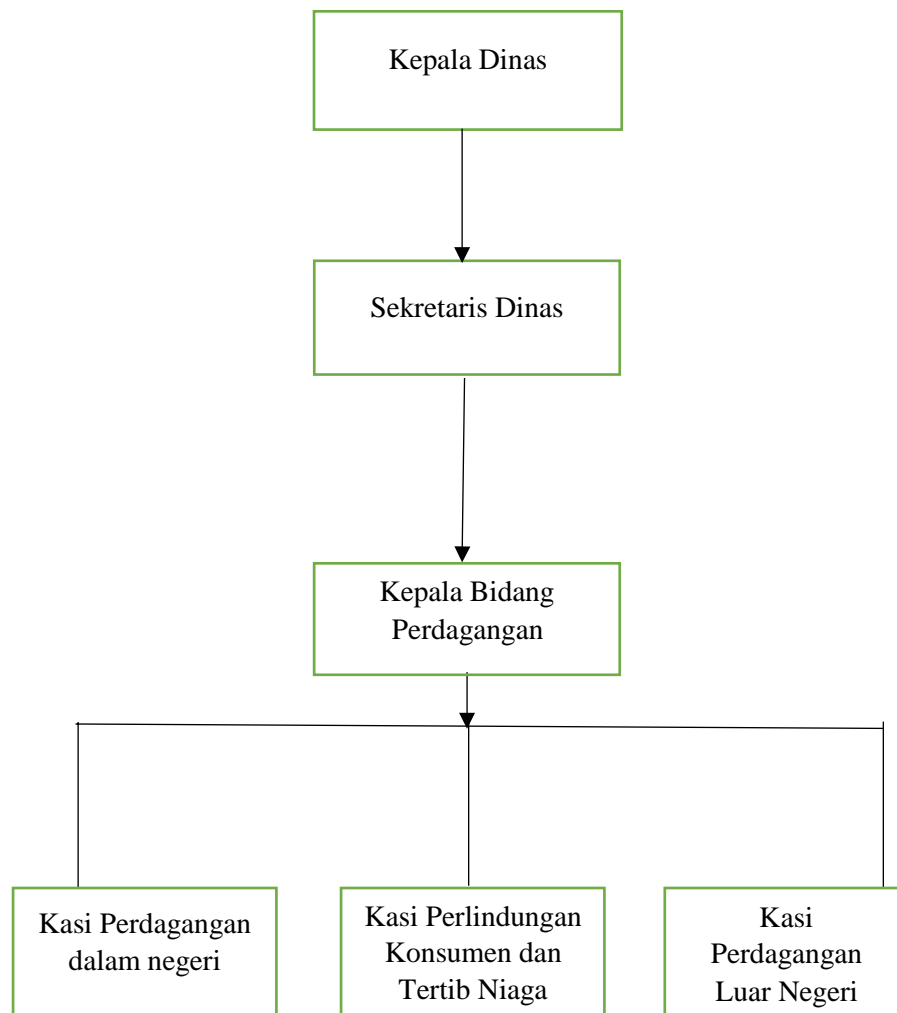 Kepala Dinas
Sekretaris Dinas
Kepala Bidang
Perdagangan
Kasi Perdagangan
dalam negeri
Kasi Perlindungan
Konsumen dan
Tertib Niaga
Kasi
Perdagangan
Luar Negeri